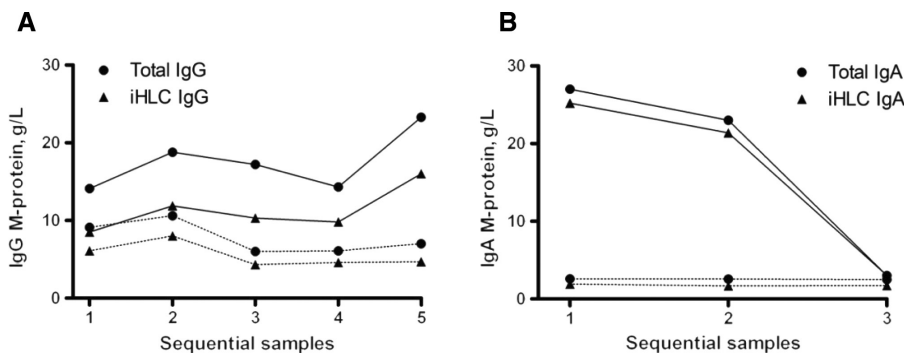 A
Total IgG
iHLC IgG
IgG M-protein, g/L
30
20
10
0
1 2 3 4 5
Sequential samples
B
Total IgA
iHLC IgA
IgA M-protein, g/L
30
20
10
0
1 2 3
Sequential samples